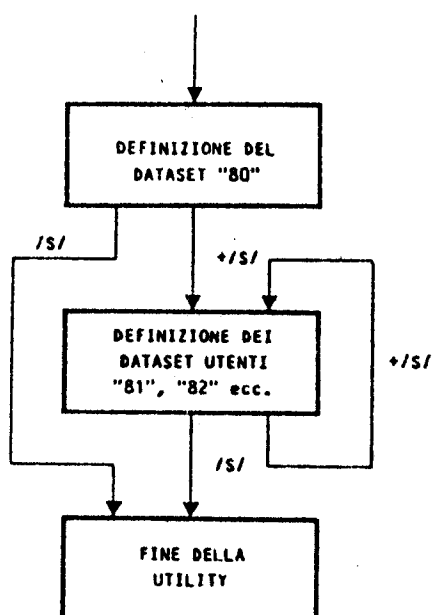 DEFINIZIONE DEL
DATASET "80"
/S/
+/S/
DEFINIZIONE DEI
DATASET UTENTI
"81", "82" ecc.
+/S/
/S/
FINE DELLA
UTILITY